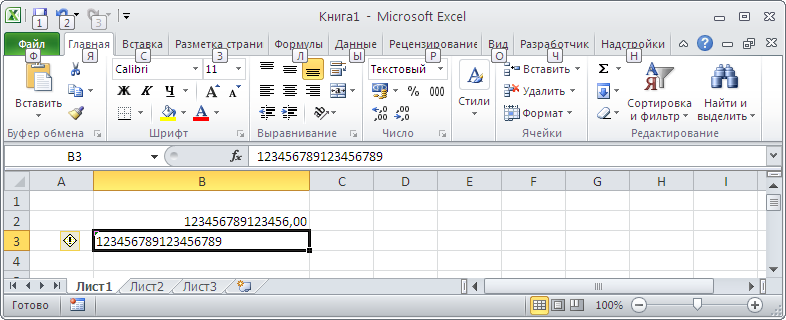 Книга1 - Microsoft Excel
1 2 3
Файл Главная Вставка Разметка страни Формулы Данные Рецензирование Вид Разработчик Надстройки
Ф Я С З Л Ы Р О Ч Н
Вставить
Буфер обмена
Calibri 11
Ж К Ч
Шрифт
Выравнивание
Текстовый
% 000
Число
Стили
Вставить
Удалить
Формат
Ячейки
Σ
Сортировка и фильтр
Найти и выделить
Редактирование
B3 fx 123456789123456789
A B C D E F G H I
1
2 123456789123456,00
3 123456789123456789
4
Лист1 Лист2 Лист3
Готово 100%